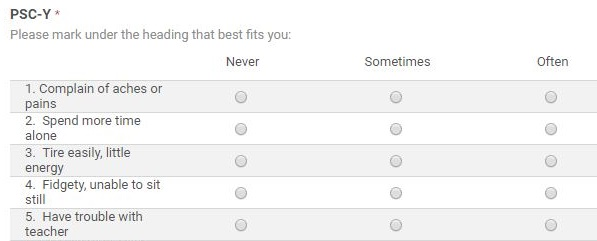 PSC-Y *
Please mark under the heading that best fits you:
Never Sometimes Often
1. Complain of aches or
pains
2. Spend more time
alone
3. Tire easily, little
energy
4. Fidgety, unable to sit
still
5. Have trouble with
teacher